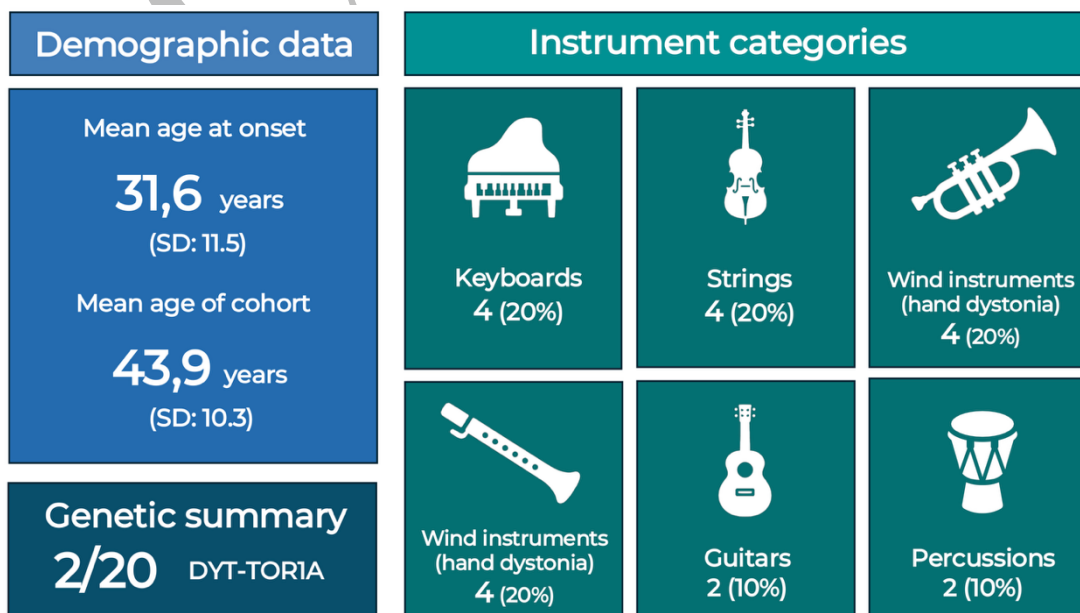 Demographic data
Mean age at onset
31,6 years
(SD: 11.5)
Mean age of cohort
43,9 years
(SD: 10.3)
Genetic summary
2/20 DYT-TOR1A
Instrument categories
Keyboards
4 (20%)
Strings
4 (20%)
Wind instruments
(hand dystonia)
4 (20%)
Wind instruments
(hand dystonia)
4 (20%)
Guitars
2 (10%)
Percussions
2 (10%)